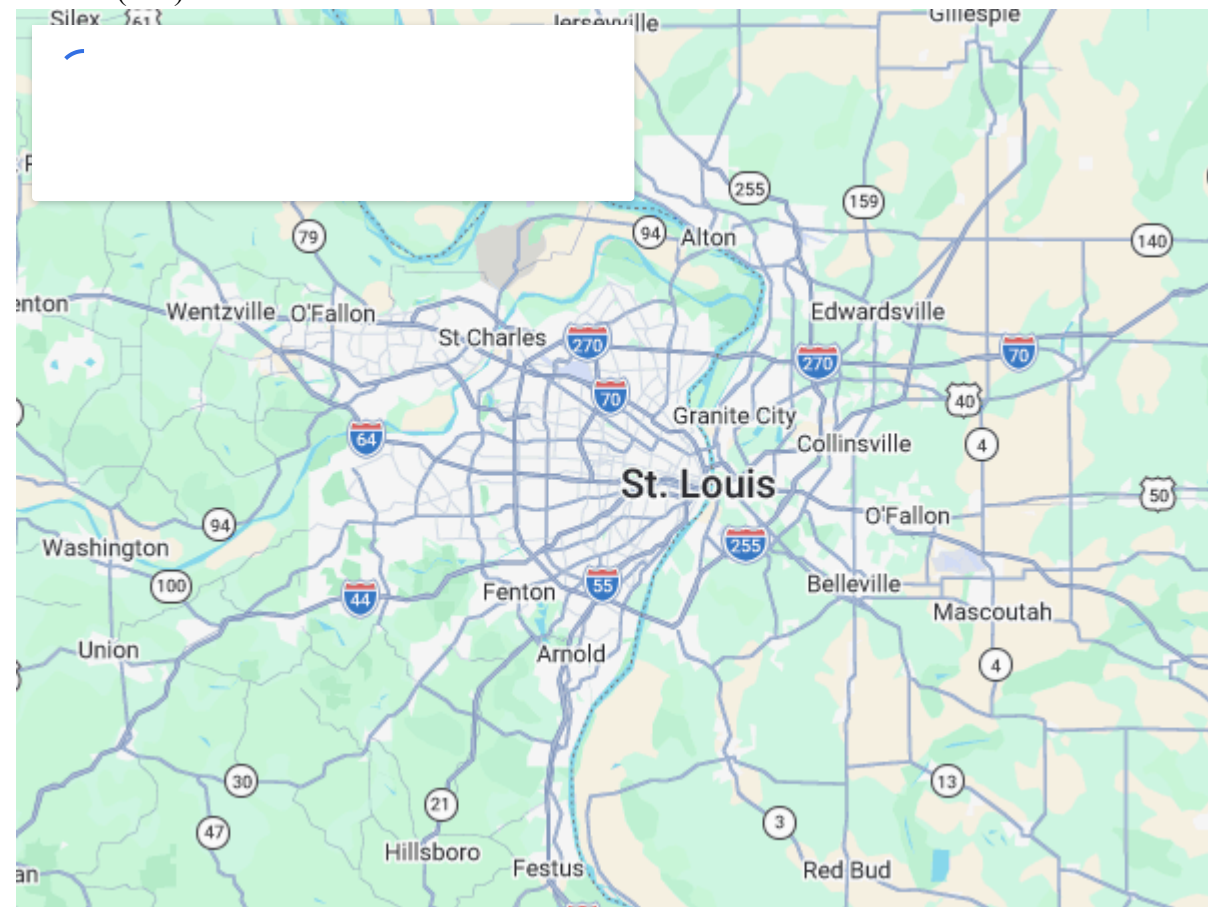 Silex
61
Jerseyville
Gillespie
255
159
79
94
Alton
140
enton
Wentzville
O'Fallon
Edwardsville
St Charles
270
270
70
70
40
Granite City
64
Collinsville
4
St. Louis
50
94
O'Fallon
Washington
255
100
Fenton
55
Belleville
44
Mascoutah
Union
Arnold
4
30
13
21
3
47
Hillsboro
Festus
Red Bud
an